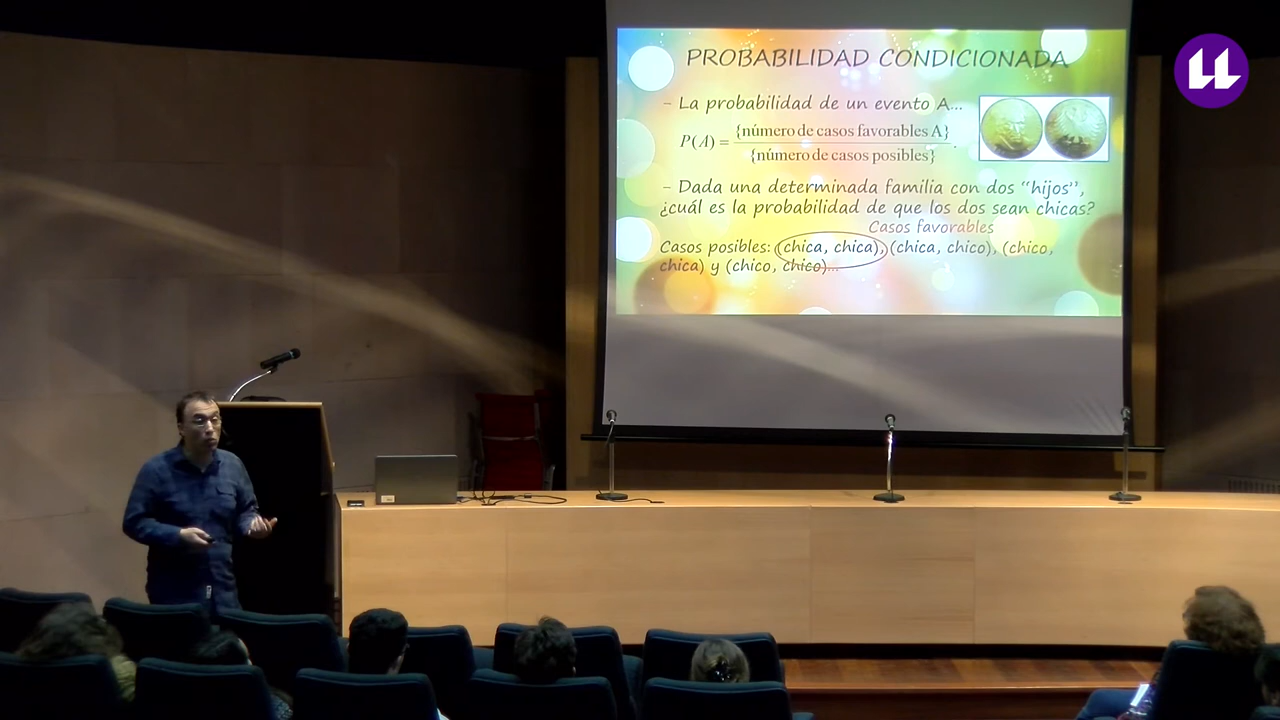 PROBABILIDAD CONDICIONADA
- La probabilidad de un evento A...
P(A) = {número de casos favorables A} / {número de casos posibles} .
- Dada una determinada familia con dos “hijos”,
¿cuál es la probabilidad de que los dos sean chicas?
Casos favorables
Casos posibles: (chica, chica), (chica, chico), (chico,
chica) y (chico, chico)...